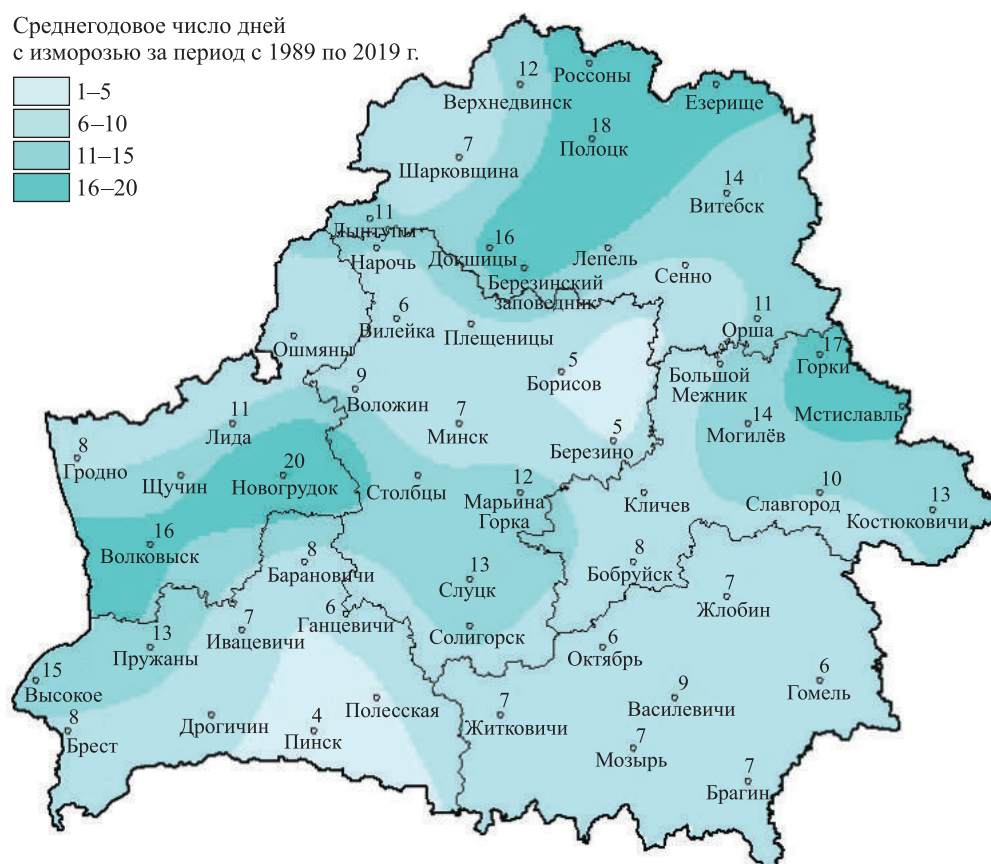 Среднегодовое число дней
с изморозью за период с 1989 по 2019 г.
1–5
6–10
11–15
16–20
Россоны
12
Верхнедвинск
Езерище
18
Полоцк
7
Шарковщина
14
Витебск
11
Лынтупы
Нарочь
16
Докшицы
Лепель
Березинский
заповедник
Сенно
6
Вилейка
Плещеницы
11
Орша
Ошмяны
17
Горки
5
Борисов
Большой
Межник
9
Воложин
Мстиславль
11
Лида
7
Минск
14
Могилёв
8
Гродно
5
Березино
Щучин
20
Новогрудок
Столбцы
12
Марьина
Горка
Кличев
10
Славгород
13
Костюковичи
16
Волковыск
8
Барановичи
13
Слуцк
8
Бобруйск
7
Жлобин
6
Ганцевичи
7
Ивацевичи
13
Пружаны
Солигорск
6
Октябрь
15
Высокое
6
Гомель
Полесская
9
Василевичи
8
Брест
Дрогичин
4
Пинск
7
Житковичи
7
Мозырь
7
Брагин